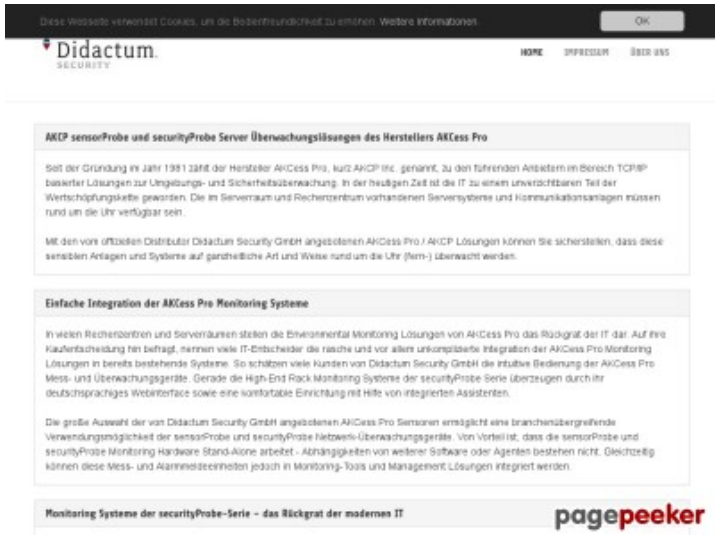 Diese Webseite verwendet Cookies, um die Bedienfreundlichkeit zu erhöhen. Weitere Informationen.
OK
Didactum.
SECURITY
HOME IMPRESSUM ÜBER UNS
AKCP sensorProbe und securityProbe Server Überwachungslösungen des Herstellers AKCess Pro
Seit der Gründung im Jahr 1981 zählt der Hersteller AKCess Pro, kurz AKCP Inc. genannt, zu den führenden Anbietern im Bereich TCP/IP
basierter Lösungen zur Umgebungs- und Sicherheitsüberwachung. In der heutigen Zeit ist die IT zu einem unverzichtbaren Teil der
Wertschöpfungskette geworden. Die im Serverraum und Rechenzentrum vorhandenen Serversysteme und Kommunikationsanlagen müssen
rund um die Uhr verfügbar sein.
Mit den vom offiziellen Distributor Didactum Security GmbH angebotenen AKCess Pro / AKCP Lösungen können Sie sicherstellen, dass diese
sensiblen Anlagen und Systeme auf ganzheitliche Art und Weise rund um die Uhr (fern-) überwacht werden.
Einfache Integration der AKCess Pro Monitoring Systeme
In vielen Rechenzentren und Serverräumen stellen die Environmental Monitoring Lösungen von AKCess Pro das Rückgrat der IT dar. Auf ihre
Kaufentscheidung hin befragt, nennen viele IT-Entscheider die rasche und vor allem unkomplizierte Integration der AKCess Pro Monitoring
Lösungen in bereits bestehende Systeme. So schätzen viele Kunden von Didactum Security GmbH die intuitive Bedienung der AKCess Pro
Mess- und Überwachungsgeräte. Gerade die High-End Rack Monitoring Systeme der securityProbe Serie überzeugen durch ihr
deutschsprachiges Webinterface sowie eine komfortable Einrichtung mit Hilfe von integrierten Assistenten.
Die große Auswahl der von Didactum Security GmbH angebotenen AKCess Pro Sensoren ermöglicht eine branchenübergreifende
Verwendungsmöglichkeit der sensorProbe und securityProbe Netzwerk-Überwachungsgeräte. Von Vorteil ist, dass die sensorProbe und
securityProbe Monitoring Hardware Stand-Alone arbeitet - Abhängigkeiten von weiterer Software oder Agenten bestehen nicht. Gleichzeitig
können diese Mess- und Alarmmeldeeinheiten jedoch in Monitoring-Tools und Management Lösungen integriert werden.
Monitoring Systeme der securityProbe-Serie – das Rückgrat der modernen IT
pagepeeker